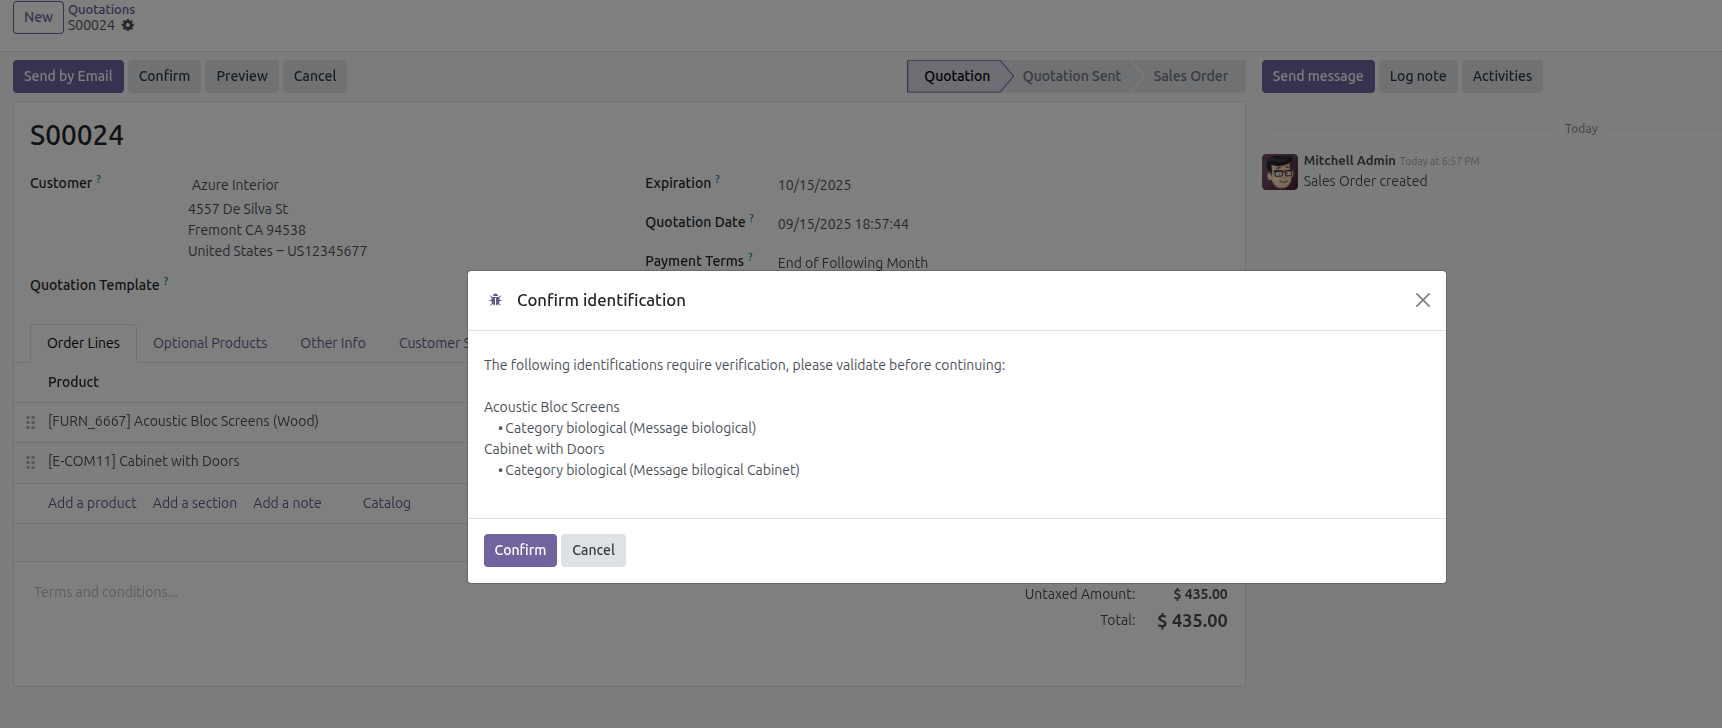 New
Quotations
S00024
Send by Email Confirm Preview Cancel
Quotation Quotation Sent Sales Order
Send message Log note Activities
S00024
Customer ? Azure Interior
4557 De Silva St
Fremont CA 94538
United States – US12345677
Quotation Template ?
Expiration ? 10/15/2025
Quotation Date ? 09/15/2025 18:57:44
Payment Terms ? End of Following Month
Today
Mitchell Admin Today at 6:57 PM
Sales Order created
Order Lines Optional Products Other Info Customer S
Product
[FURN_6667] Acoustic Bloc Screens (Wood)
[E-COM11] Cabinet with Doors
Add a product Add a section Add a note Catalog
Terms and conditions...
Confirm identification
The following identifications require verification, please validate before continuing:
Acoustic Bloc Screens
• Category biological (Message biological)
Cabinet with Doors
• Category biological (Message bilogical Cabinet)
Confirm Cancel
Untaxed Amount: $ 435.00
Total: $ 435.00